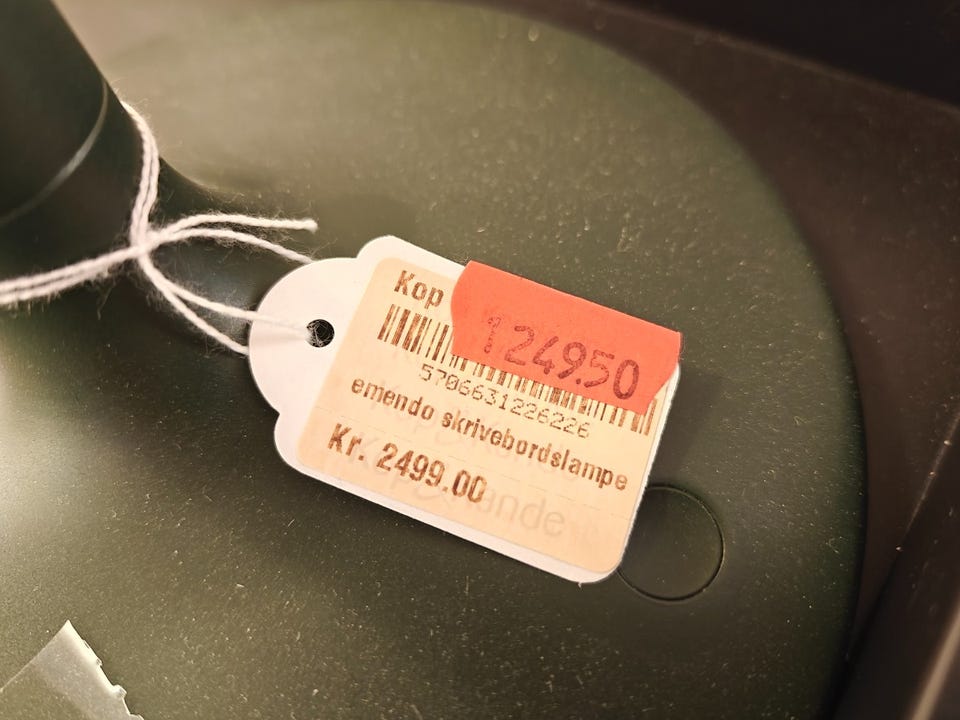 Kop
1249.50
5706631226226
emendo skrivebordslampe
Kr. 2499.00